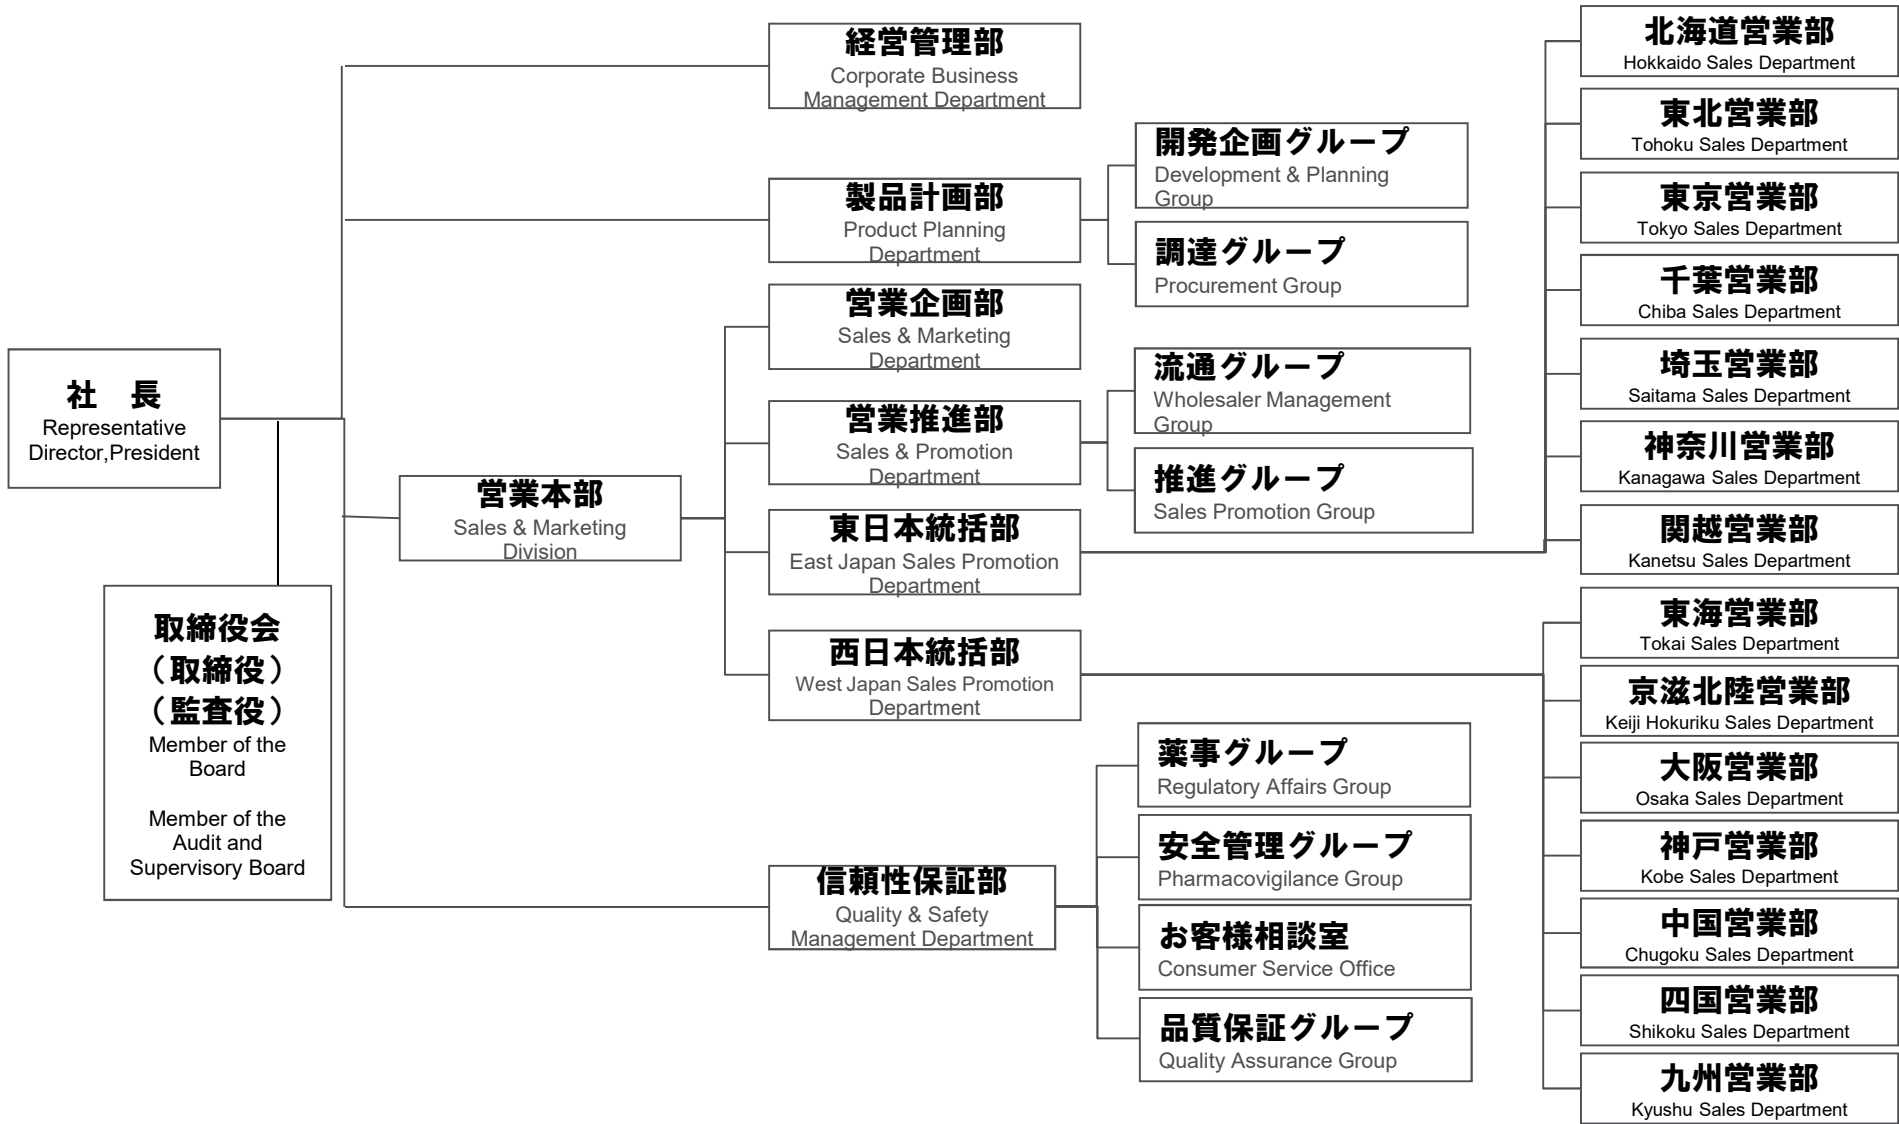 社　長
Representative
Director,President
取締役会
（取締役）
（監査役）
Member of the
Board
Member of the
Audit and
Supervisory Board
営業本部
Sales & Marketing
Division
経営管理部
Corporate Business
Management Department
製品計画部
Product Planning
Department
営業企画部
Sales & Marketing
Department
営業推進部
Sales & Promotion
Department
東日本統括部
East Japan Sales Promotion
Department
西日本統括部
West Japan Sales Promotion
Department
信頼性保証部
Quality & Safety
Management Department
開発企画グループ
Development & Planning
Group
調達グループ
Procurement Group
流通グループ
Wholesaler Management
Group
推進グループ
Sales Promotion Group
薬事グループ
Regulatory Affairs Group
安全管理グループ
Pharmacovigilance Group
お客様相談室
Consumer Service Office
品質保証グループ
Quality Assurance Group
北海道営業部
Hokkaido Sales Department
東北営業部
Tohoku Sales Department
東京営業部
Tokyo Sales Department
千葉営業部
Chiba Sales Department
埼玉営業部
Saitama Sales Department
神奈川営業部
Kanagawa Sales Department
関越営業部
Kanetsu Sales Department
東海営業部
Tokai Sales Department
京滋北陸営業部
Keiji Hokuriku Sales Department
大阪営業部
Osaka Sales Department
神戸営業部
Kobe Sales Department
中国営業部
Chugoku Sales Department
四国営業部
Shikoku Sales Department
九州営業部
Kyushu Sales Department